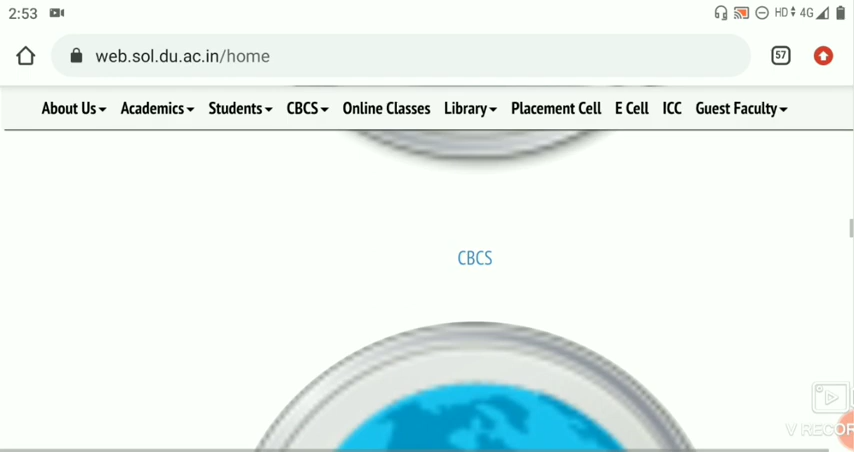 2:53 HD 4G
web.sol.du.ac.in/home 57
About Us Academics Students CBCS Online Classes Library Placement Cell E Cell ICC Guest Faculty
CBCS
V RECOR